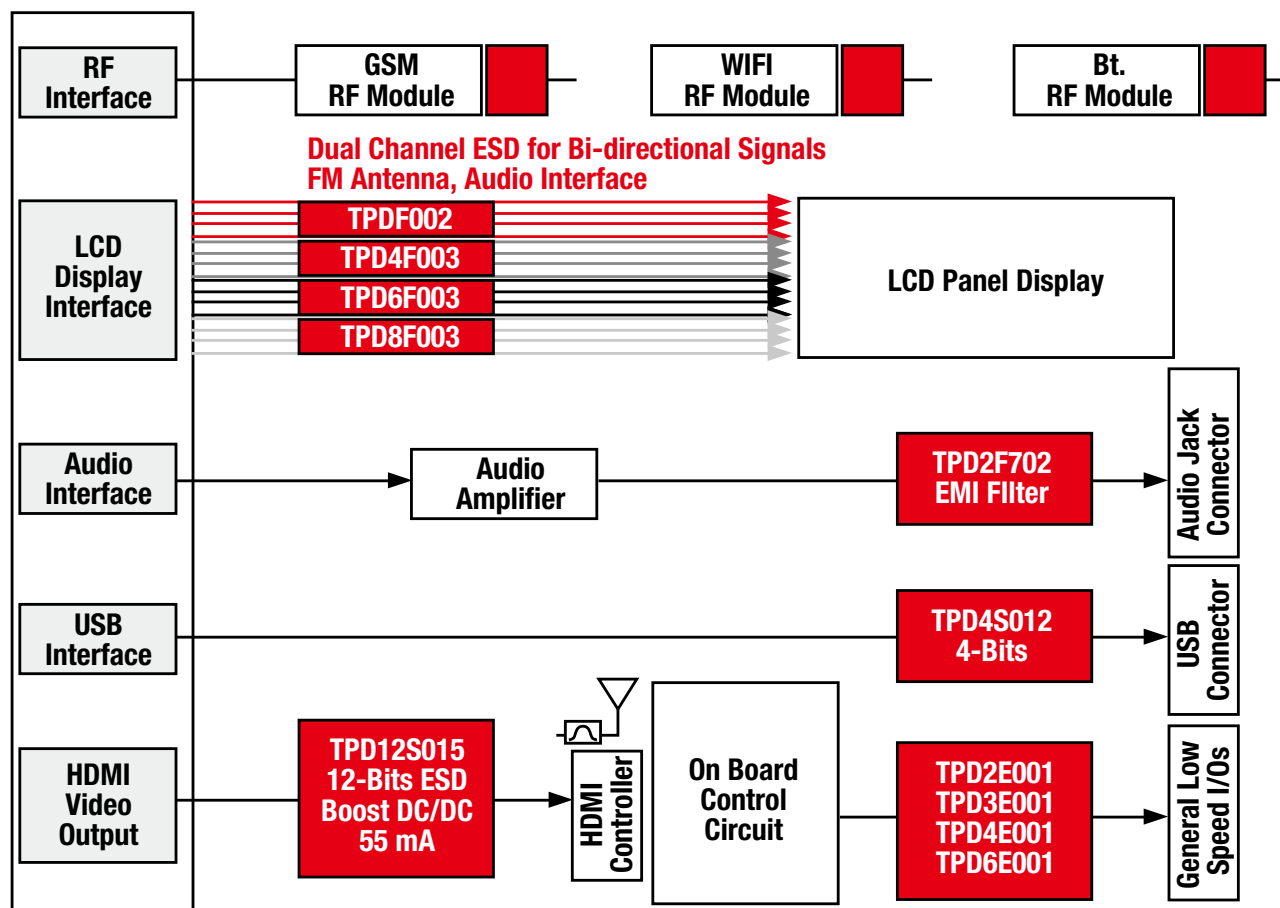 RF
Interface
GSM
RF Module
WIFI
RF Module
Bt.
RF Module
Dual Channel ESD for Bi-directional Signals
FM Antenna, Audio Interface
LCD
Display
Interface
TPDF002
TPD4F003
TPD6F003
TPD8F003
LCD Panel Display
Audio
Interface
Audio
Amplifier
TPD2F702
EMI FIlter
Audio Jack
Connector
USB
Interface
TPD4S012
4-Bits
USB
Connector
HDMI
Video
Output
TPD12S015
12-Bits ESD
Boost DC/DC
55 mA
HDMI
Controller
On Board
Control
Circuit
TPD2E001
TPD3E001
TPD4E001
TPD6E001
General Low
Speed I/Os